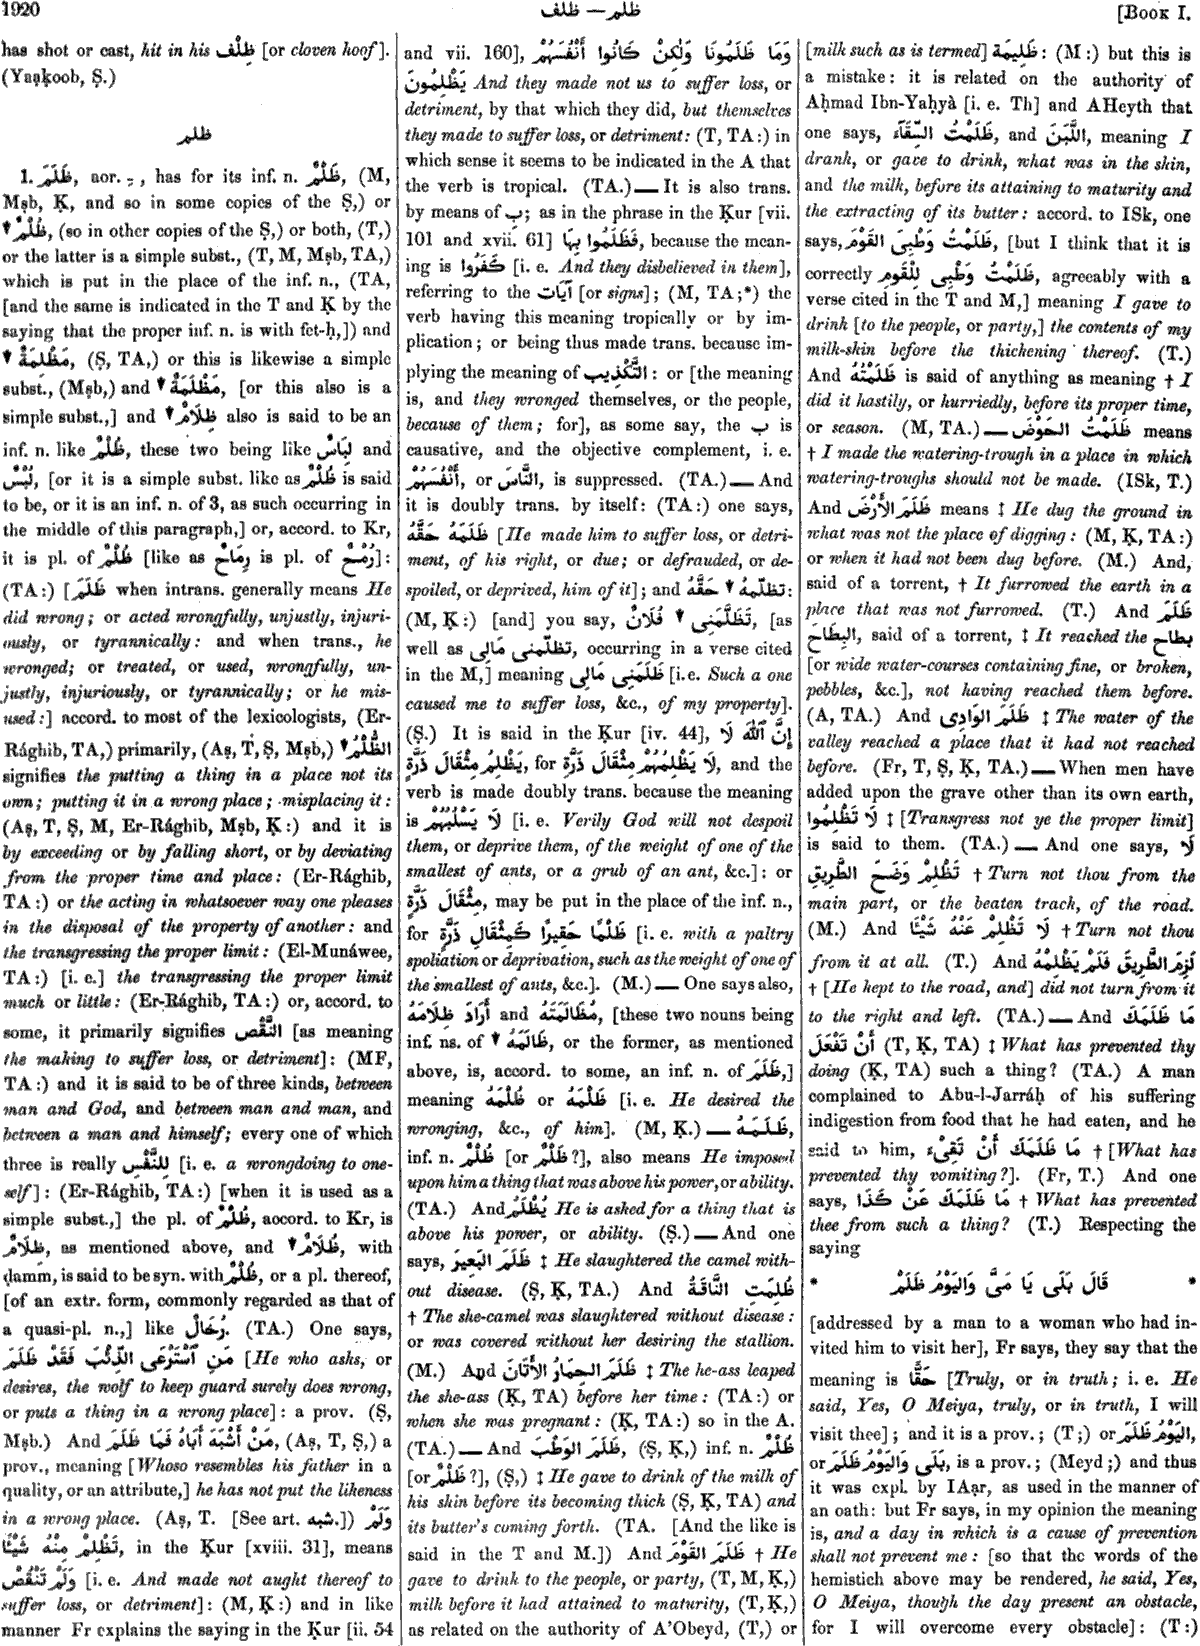 1920
ظلم — ظلف
[Book I.
has shot or cast, hit in his ظِلْف [or cloven hoof].
(Yaạḳoob, Ṣ.)
ظلم
1. ظَلَمَ, aor. ـِ, has for its inf. n. ظَلْمٌ, (M,
Mṣb, Ḳ, and so in some copies of the Ṣ,) or
▼ ظُلْمٌ, (so in other copies of the Ṣ,) or both, (T,)
or the latter is a simple subst., (T, M, Mṣb, TA,)
which is put in the place of the inf. n., (TA,
[and the same is indicated in the T and Ḳ by the
saying that the proper inf. n. is with fet-ḥ,]) and
▼ مَظْلِمَةٌ, (Ṣ, TA,) or this is likewise a simple
subst., (Mṣb,) and ▼ مَظْلَمَةٌ, [or this also is a
simple subst.,] and ▼ ظِلَامٌ also is said to be an
inf. n. like ظُلْمٌ, these two being like لِبَاسٌ and
لُبْسٌ, [or it is a simple subst. like as ظُلْمٌ is said
to be, or it is an inf. n. of 3, as such occurring in
the middle of this paragraph,] or, accord. to Kr,
it is pl. of ظُلْمٌ [like as رِمَاحٌ is pl. of رُمْحٌ]:
(TA:) [ظَلَمَ when intrans. generally means He
did wrong; or acted wrongfully, unjustly, injuri-
ously, or tyrannically: and when trans., he
wronged; or treated, or used, wrongfully, un-
justly, injuriously, or tyrannically; or he mis-
used:] accord. to most of the lexicologists, (Er-
Rághib, TA,) primarily, (Aṣ, T, Ṣ, Mṣb,) ▼ الظُّلْمُ
signifies the putting a thing in a place not its
own; putting it in a wrong place; misplacing it:
(Aṣ, T, Ṣ, M, Er-Rághib, Mṣb, Ḳ:) and it is
by exceeding or by falling short, or by deviating
from the proper time and place: (Er-Rághib,
TA:) or the acting in whatsoever way one pleases
in the disposal of the property of another: and
the transgressing the proper limit: (El-Munáwee,
TA:) [i. e.] the transgressing the proper limit
much or little: (Er-Rághib, TA:) or, accord. to
some, it primarily signifies النَّقْص [as meaning
the making to suffer loss, or detriment]: (MF,
TA:) and it is said to be of three kinds, between
man and God, and between man and man, and
between a man and himself; every one of which
three is really لِلنَّفْسِ [i. e. a wrongdoing to one-
self]: (Er-Rághib, TA:) [when it is used as a
simple subst.,] the pl. of ظُلْمٌ, accord. to Kr, is
ظِلَامٌ, as mentioned above, and ▼ ظُلَامٌ, with
ḍamm, is said to be syn. with ظُلْمٌ, or a pl. thereof,
[of an extr. form, commonly regarded as that of
a quasi-pl. n.,] like رُخَالٌ. (TA.) One says,
مَنِ ٱسْتَرْعَى الذِّئْبَ فَقَدْ ظَلَمَ [He who asks, or
desires, the wolf to keep guard surely does wrong,
or puts a thing in a wrong place]: a prov. (Ṣ,
Mṣb.) And مَنْ أَشْبَهَ أَبَاهُ فَمَا ظَلَمَ, (Aṣ, T, Ṣ,) a
prov., meaning [Whoso resembles his father in a
quality, or an attribute,] he has not put the likeness
in a wrong place. (Aṣ, T. [See art. شبه.]) وَلَمْ
تَظْلِمْ مِنْهُ شَيْئًا, in the Ḳur [xviii. 31], means
وَلَمْ تَنْقُصْ [i. e. And made not aught thereof to
suffer loss, or detriment]: (M, Ḳ:) and in like
manner Fr explains the saying in the Ḳur [ii. 54
and vii. 160], وَمَا ظَلَمُونَا وَلٰكِنْ كَانُوا أَنْفُسَهُمْ
يَظْلِمُونَ And they made not us to suffer loss, or
detriment, by that which they did, but themselves
they made to suffer loss, or detriment: (T, TA:) in
which sense it seems to be indicated in the A that
the verb is tropical. (TA.) — It is also trans.
by means of ب; as in the phrase in the Ḳur [vii.
101 and xvii. 61] فَظَلَمُوا بِهَا, because the mean-
ing is كَفَرُوا [i. e. And they disbelieved in them],
referring to the آيَات [or signs]; (M, TA;*) the
verb having this meaning tropically or by im-
plication; or being thus made trans. because im-
plying the meaning of التَّكْذِيب: or [the meaning
is, and they wronged themselves, or the people,
because of them; for], as some say, the ب is
causative, and the objective complement, i. e.
أَنْفُسَهُمْ, or النَّاسَ, is suppressed. (TA.) — And
it is doubly trans. by itself: (TA:) one says,
ظَلَمَهُ حَقَّهُ [He made him to suffer loss, or detri-
ment, of his right, or due; or defrauded, or de-
spoiled, or deprived, him of it]; and ▼ تظلّمهُ حَقَّهُ:
(M, Ḳ:) [and] you say, ▼ تَظَلَّمَنِى فُلَانٌ, [as
well as تظلّمنى مَالِى, occurring in a verse cited
in the M,] meaning ظَلَمَنِى مَالِى [i. e. Such a one
caused me to suffer loss, &c., of my property].
(Ṣ.) It is said in the Ḳur [iv. 44], إِنَّ ٱللّٰهَ لَا
يَظْلِمُ مِثْقَالَ ذَرَّةٍ, for لَا يَظْلِمُهُمْ مِثْقَالَ ذَرَّةٍ, and the
verb is made doubly trans. because the meaning
is لَا يَسْلُبُهُمْ [i. e. Verily God will not despoil
them, or deprive them, of the weight of one of the
smallest of ants, or a grub of an ant, &c.]: or
مِثْقَالَ ذَرَّةٍ, may be put in the place of the inf. n.,
for ظَلْمًا حَقِيرًا كَمِثْقَالِ ذَرَّةٍ [i. e. with a paltry
spoliation or deprivation, such as the weight of one of
the smallest of ants, &c.]. (M.) — One says also,
أَرَادَ ظِلَامَهُ and مُظَالَمَتَهُ, [these two nouns being
inf. ns. of ▼ ظَالَمَهُ, or the former, as mentioned
above, is, accord. to some, an inf. n. of ظَلَمَ,]
meaning ظُلْمَهُ or ظَلْمَهُ [i. e. He desired the
wronging, &c., of him]. (M, Ḳ.) — ظَلَمَهُ,
inf. n. ظُلْمٌ [or ظَلْمٌ?], also means He imposed
upon him a thing that was above his power, or ability.
(TA.) And يُظْلَمُ He is asked for a thing that is
above his power, or ability. (Ṣ.) — And one
says, ظَلَمَ البَعِيرَ ‡ He slaughtered the camel with-
out disease. (Ṣ, Ḳ, TA.) And ظُلِمَتِ النَّاقَةُ
† The she-camel was slaughtered without disease:
or was covered without her desiring the stallion.
(M.) And ظَلَمَ الحِمَارُ الأَتَانَ ‡ The he-ass leaped
the she-ass (Ḳ, TA) before her time: (TA:) or
when she was pregnant: (Ḳ, TA:) so in the A.
(TA.) — And ظَلَمَ الوَطْبَ, (Ṣ, Ḳ,) inf. n. ظُلْمٌ
[or ظَلْمٌ?], (Ṣ,) ‡ He gave to drink of the milk of
his skin before its becoming thick (Ṣ, Ḳ, TA) and
its butter's coming forth. (TA. [And the like is
said in the T and M.]) And ظَلَمَ القَوْمَ † He
gave to drink to the people, or party, (T, M, Ḳ,)
milk before it had attained to maturity, (T, Ḳ,)
as related on the authority of A'Obeyd, (T,) or
[milk such as is termed] ظَلِيمَة: (M:) but this is
a mistake: it is related on the authority of
Aḥmad Ibn-Yaḥyà [i. e. Th] and AHeyth that
one says, ظَلَمْتُ السِّقَآءَ, and اللَّبَنَ, meaning I
drank, or gave to drink, what was in the skin,
and the milk, before its attaining to maturity and
the extracting of its butter: accord. to ISk, one
says, ظَلَمْتُ وَطْبِىَ القَوْمَ, [but I think that it is
correctly ظَلَمْتُ وَطْبِى لِلْقَوْمِ, agreeably with a
verse cited in the T and M,] meaning I gave to
drink [to the people, or party,] the contents of my
milk-skin before the thickening thereof. (T.)
And ظَلَمْتُهُ is said of anything as meaning † I
did it hastily, or hurriedly, before its proper time,
or season. (M, TA.) — ظَلَمْتُ الحَوْضَ means
† I made the watering-trough in a place in which
watering-troughs should not be made. (ISk, T.)
And ظَلَمَ الأَرْضَ means ‡ He dug the ground in
what was not the place of digging: (M, Ḳ, TA:)
or when it had not been dug before. (M.) And,
said of a torrent, † It furrowed the earth in a
place that was not furrowed. (T.) And ظَلَمَ
البِطَاحَ, said of a torrent, ‡ It reached the بطاح
[or wide water-courses containing fine, or broken,
pebbles, &c.], not having reached them before.
(A, TA.) And ظَلَمَ الوَادِى ‡ The water of the
valley reached a place that it had not reached
before. (Fr, T, Ṣ, Ḳ, TA.) — When men have
added upon the grave other than its own earth,
لَا تَظْلِمُوا ‡ [Transgress not ye the proper limit]
is said to them. (TA.) — And one says, لَا
تَظْلِمْ وَضَحَ الطَّرِيقِ † Turn not thou from the
main part, or the beaten track, of the road.
(M.) And لَا تَظْلِمْ عَنْهُ شَيْئًا † Turn not thou
from it at all. (T.) And لَزِمَ الطَّرِيقَ فَلَمْ يَظْلِمْهُ
† [He kept to the road, and] did not turn from it
to the right and left. (TA.) — And مَا ظَلَمَكَ
أَنْ تَفْعَلَ (T, Ḳ, TA) ‡ What has prevented thy
doing (Ḳ, TA) such a thing? (TA.) A man
complained to Abu-l-Jarráḥ of his suffering
indigestion from food that he had eaten, and he
said to him, مَا ظَلَمَكَ أَنْ تَقِىْءَ † [What has
prevented thy vomiting?]. (Fr, T.) And one
says, مَا ظَلَمَكَ عَنْ كَذَا † What has prevented
thee from such a thing? (T.) Respecting the
saying
* قَالَ بَلَى يَا مَىَّ وَاليَوْمُ ظَلَمْ *
[addressed by a man to a woman who had in-
vited him to visit her], Fr says, they say that the
meaning is حَقًّا [Truly, or in truth; i. e. He
said, Yes, O Meiya, truly, or in truth, I will
visit thee]; and it is a prov.; (T;) or اليَوْمُ ظَلَمَ,
or بَلَى وَاليَوْمُ ظَلَمَ, is a prov.; (Meyd;) and thus
it was expl. by IAạr, as used in the manner of
an oath: but Fr says, in my opinion the meaning
is, and a day in which is a cause of prevention
shall not prevent me: [so that the words of the
hemistich above may be rendered, he said, Yes,
O Meiya, though the day present an obstacle,
for I will overcome every obstacle]: (T:)